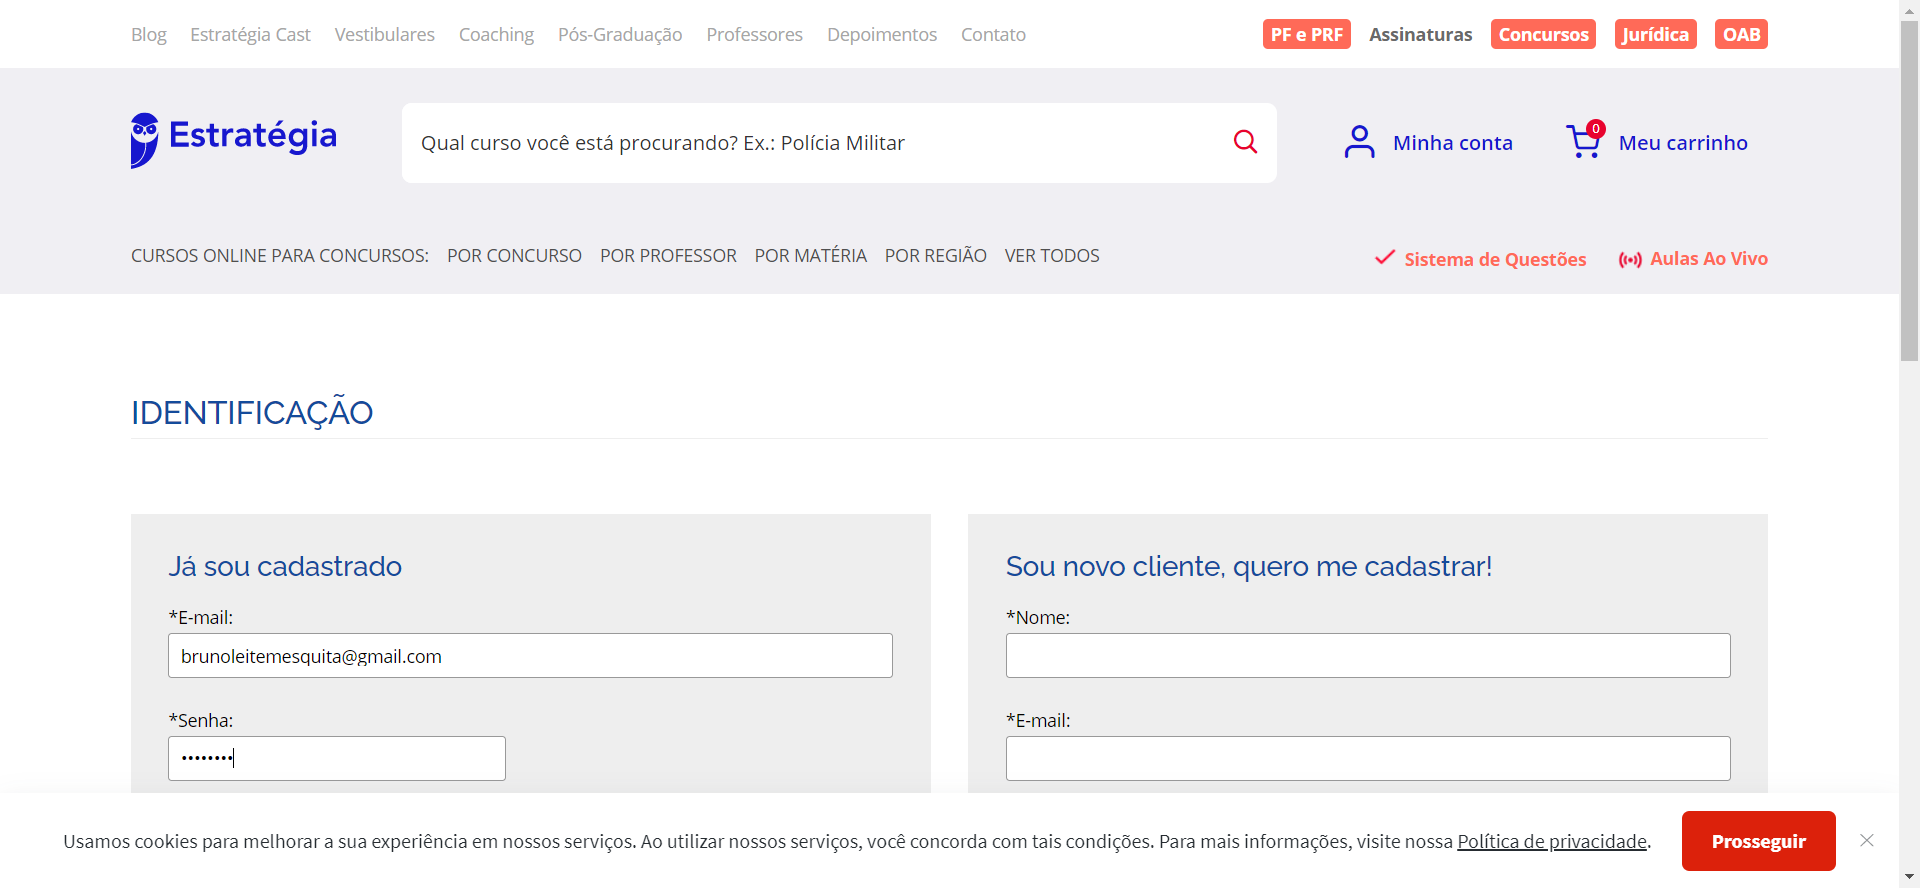 Blog Estratégia Cast Vestibulares Coaching Pós-Graduação Professores Depoimentos Contato PF e PRF Assinaturas Concursos Jurídica OAB
Estratégia
Qual curso você está procurando? Ex.: Polícia Militar
Minha conta
0
Meu carrinho
CURSOS ONLINE PARA CONCURSOS: POR CONCURSO POR PROFESSOR POR MATÉRIA POR REGIÃO VER TODOS
Sistema de Questões Aulas Ao Vivo
IDENTIFICAÇÃO
Já sou cadastrado
*E-mail:
brunoleitemesquita@gmail.com
*Senha:
••••••••
Sou novo cliente, quero me cadastrar!
*Nome:
*E-mail:
Usamos cookies para melhorar a sua experiência em nossos serviços. Ao utilizar nossos serviços, você concorda com tais condições. Para mais informações, visite nossa Política de privacidade.
Prosseguir